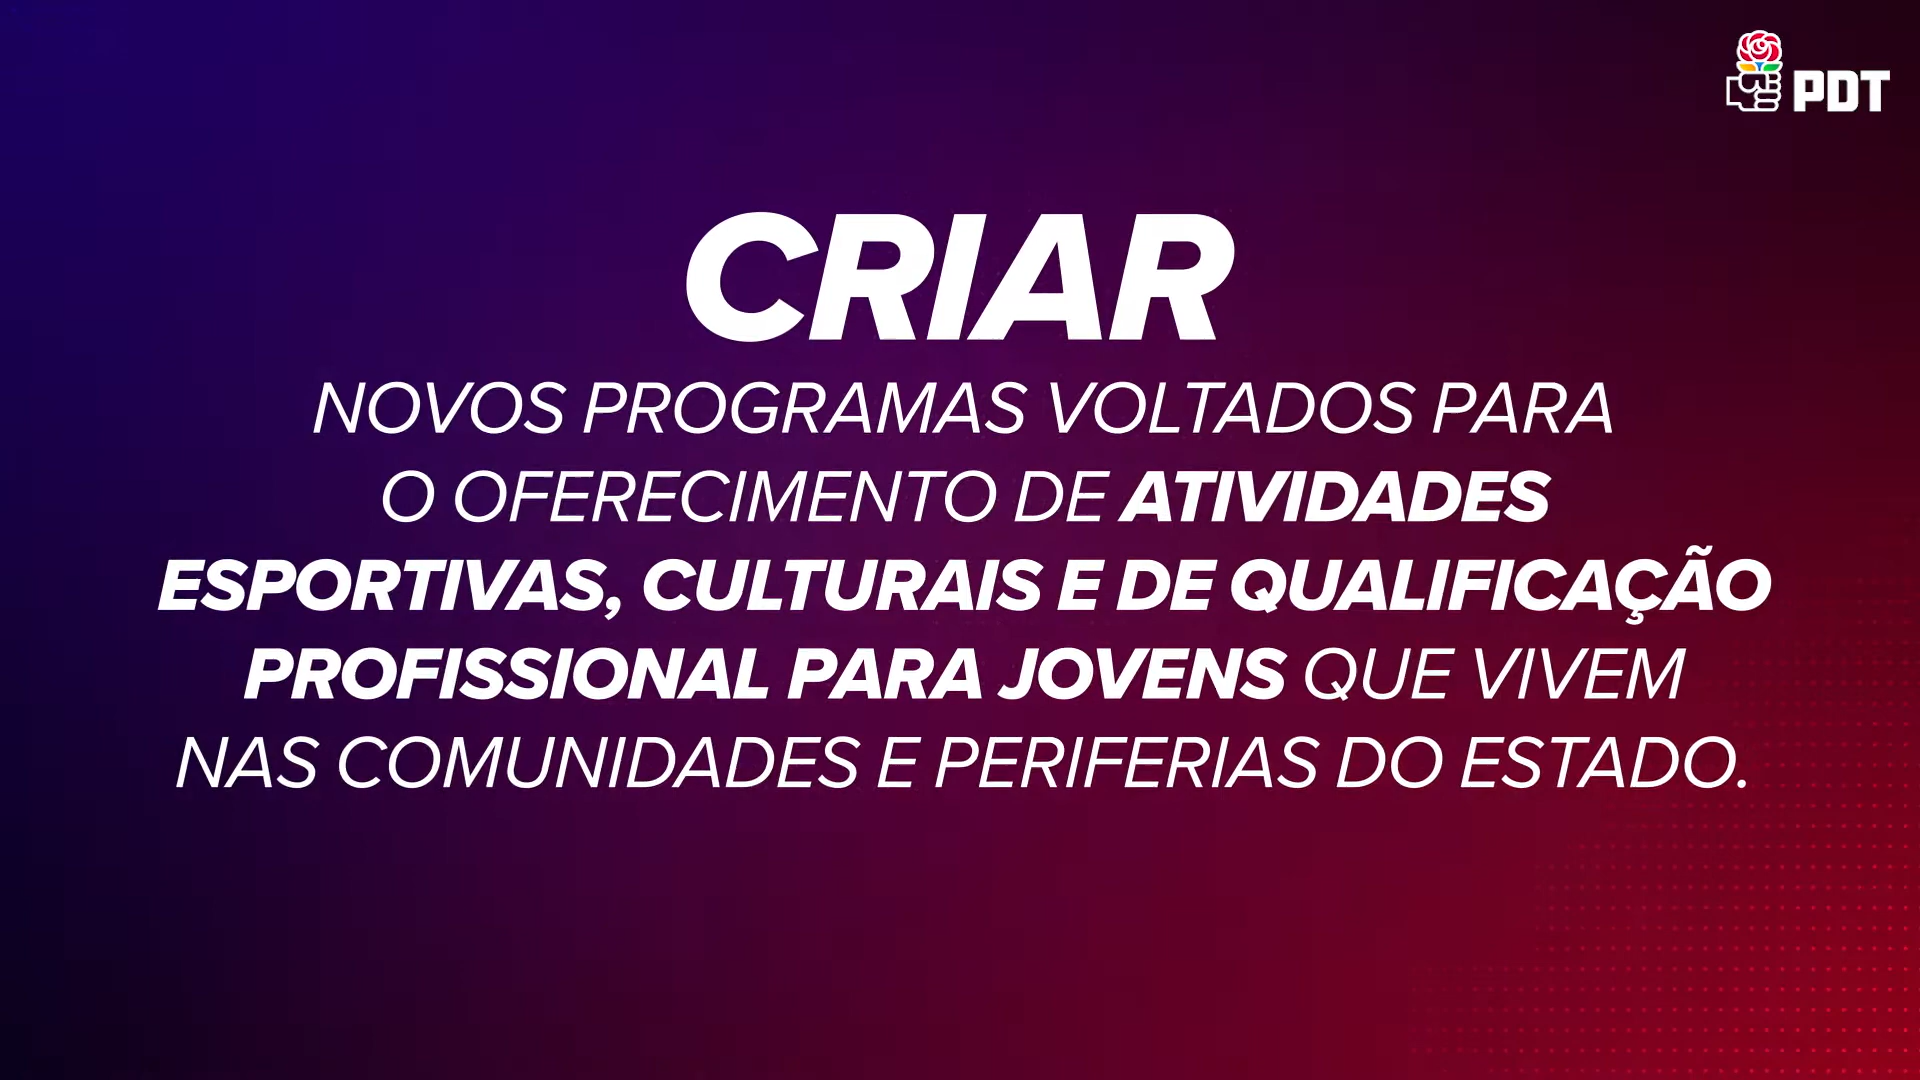 PDT
CRIAR
NOVOS PROGRAMAS VOLTADOS PARA
O OFERECIMENTO DE ATIVIDADES
ESPORTIVAS, CULTURAIS E DE QUALIFICAÇÃO
PROFISSIONAL PARA JOVENS QUE VIVEM
NAS COMUNIDADES E PERIFERIAS DO ESTADO.